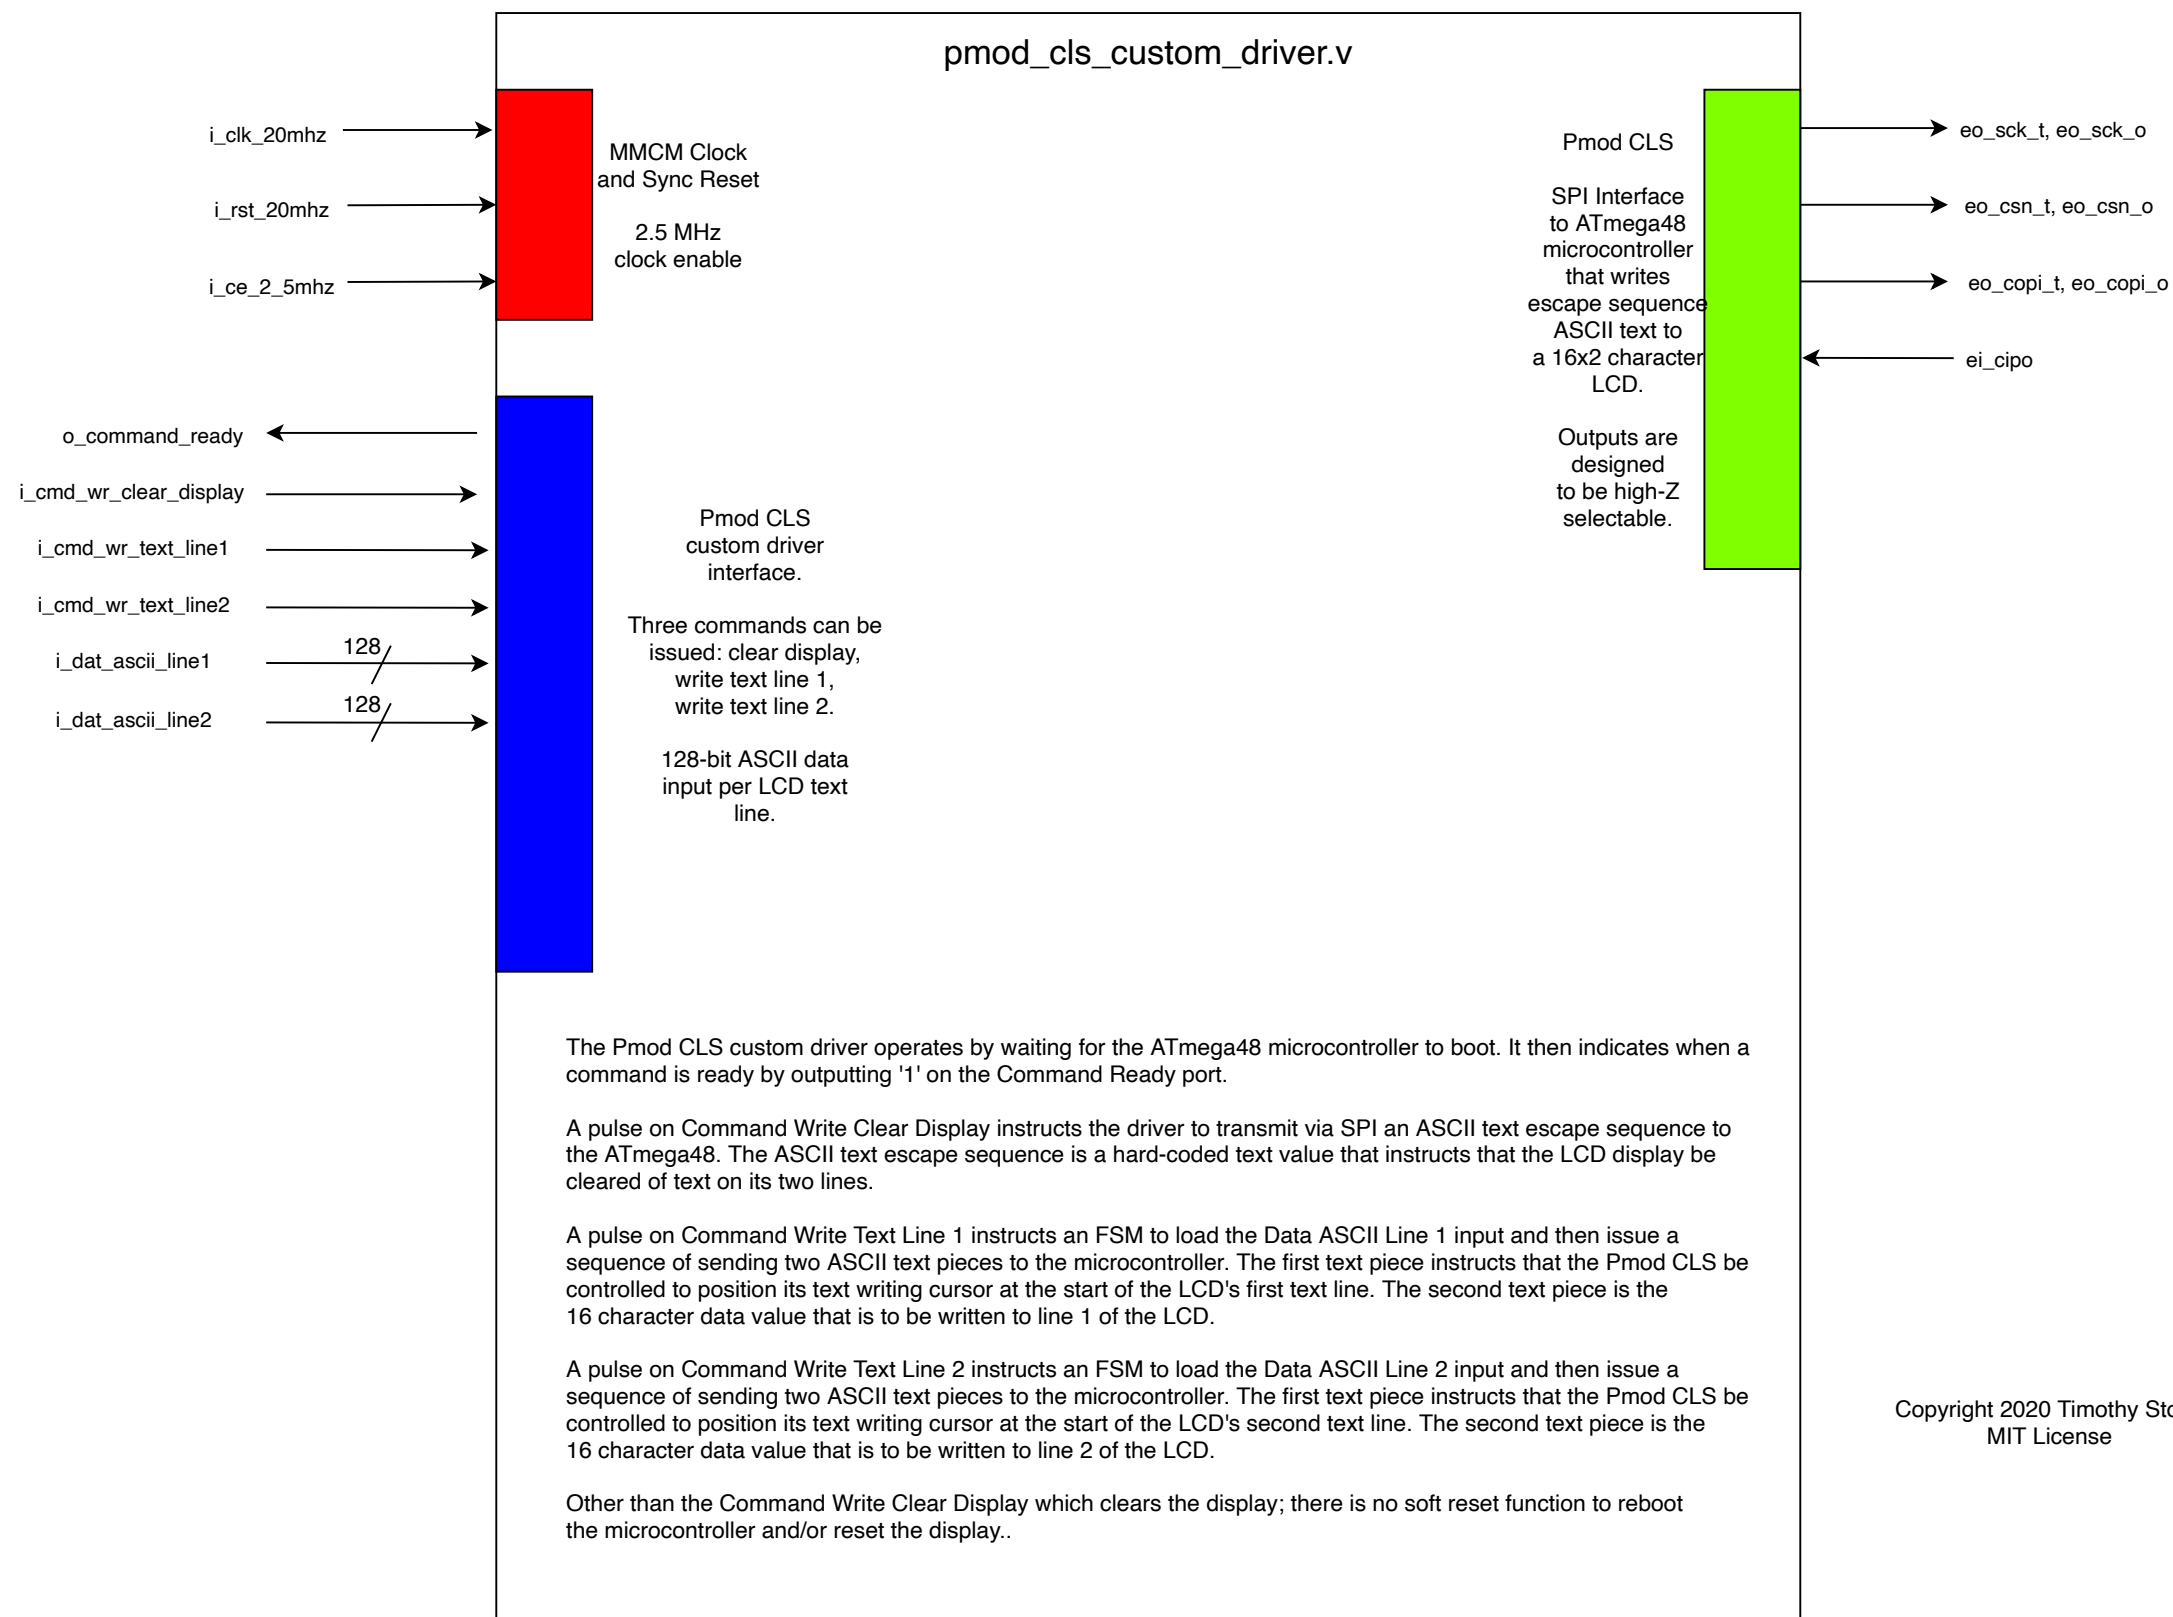 pmod_cls_custom_driver.v
i_clk_20mhz
i_rst_20mhz
i_ce_2_5mhz
MMCM Clock
and Sync Reset
2.5 MHz
clock enable
Pmod CLS
SPI Interface
to ATmega48
microcontroller
that writes
escape sequence
ASCII text to
a 16x2 character
LCD.
Outputs are
designed
to be high-Z
selectable.
eo_sck_t, eo_sck_o
eo_csn_t, eo_csn_o
eo_copi_t, eo_copi_o
ei_cipo
o_command_ready
i_cmd_wr_clear_display
i_cmd_wr_text_line1
i_cmd_wr_text_line2
i_dat_ascii_line1
128
i_dat_ascii_line2
128
Pmod CLS
custom driver
interface.
Three commands can be
issued: clear display,
write text line 1,
write text line 2.
128-bit ASCII data
input per LCD text
line.
The Pmod CLS custom driver operates by waiting for the ATmega48 microcontroller to boot. It then indicates when a
command is ready by outputting '1' on the Command Ready port.
A pulse on Command Write Clear Display instructs the driver to transmit via SPI an ASCII text escape sequence to
the ATmega48. The ASCII text escape sequence is a hard-coded text value that instructs that the LCD display be
cleared of text on its two lines.
A pulse on Command Write Text Line 1 instructs an FSM to load the Data ASCII Line 1 input and then issue a
sequence of sending two ASCII text pieces to the microcontroller. The first text piece instructs that the Pmod CLS be
controlled to position its text writing cursor at the start of the LCD's first text line. The second text piece is the
16 character data value that is to be written to line 1 of the LCD.
A pulse on Command Write Text Line 2 instructs an FSM to load the Data ASCII Line 2 input and then issue a
sequence of sending two ASCII text pieces to the microcontroller. The first text piece instructs that the Pmod CLS be
controlled to position its text writing cursor at the start of the LCD's second text line. The second text piece is the
16 character data value that is to be written to line 2 of the LCD.
Other than the Command Write Clear Display which clears the display; there is no soft reset function to reboot
the microcontroller and/or reset the display..
Copyright 2020 Timothy
MIT License